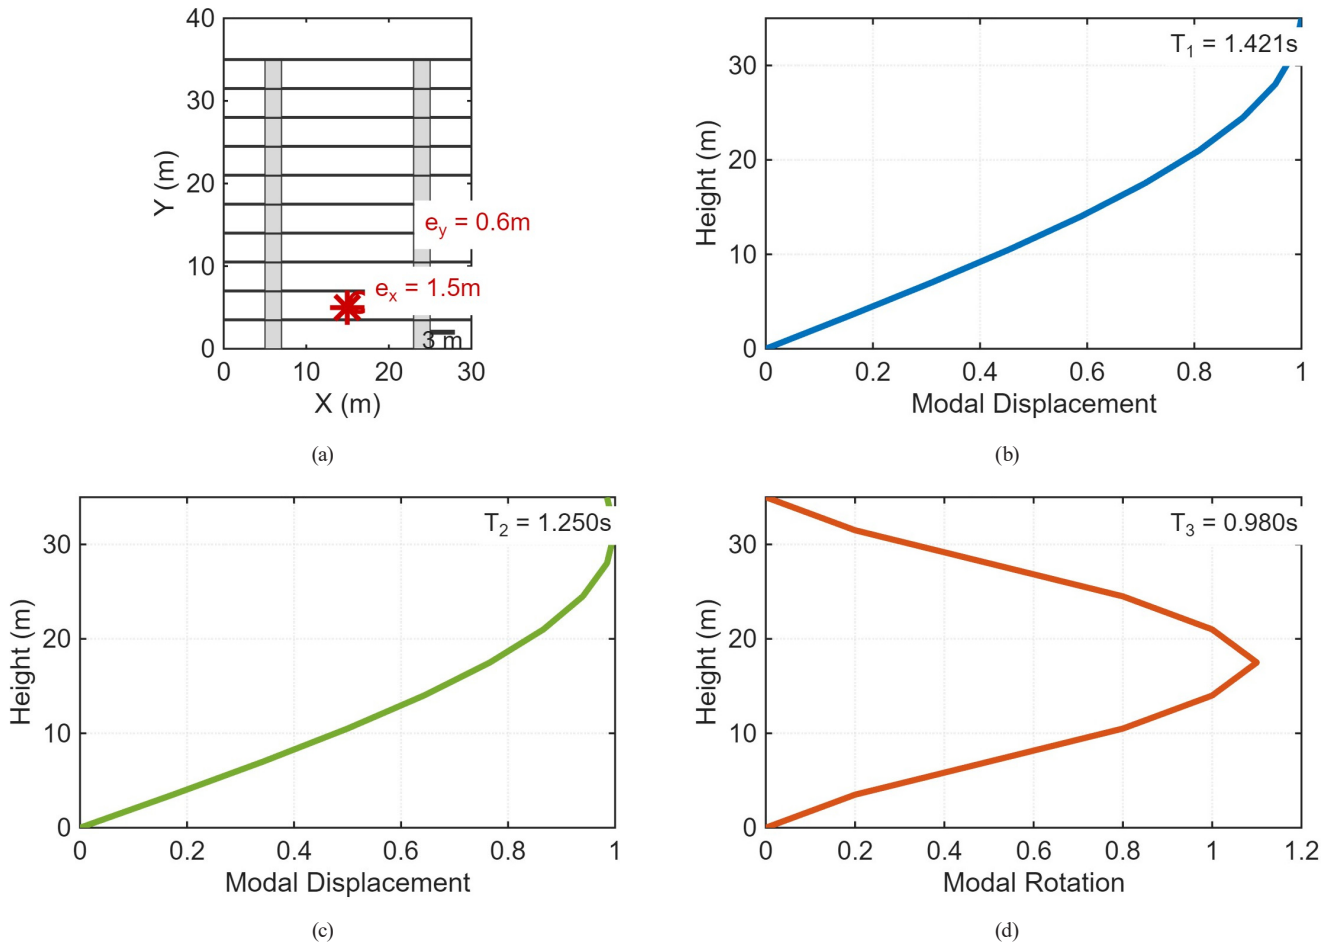 40
30
20
10
0
Y (m)
e_y = 0.6m
e_x = 1.5m
3 m
0 10 20 30
X (m)
(a)
T_1 = 1.421s
30
20
10
0
Height (m)
0 0.2 0.4 0.6 0.8 1
Modal Displacement
(b)
T_2 = 1.250s
30
20
10
0
Height (m)
0 0.2 0.4 0.6 0.8 1
Modal Displacement
(c)
T_3 = 0.980s
30
20
10
0
Height (m)
0 0.2 0.4 0.6 0.8 1 1.2
Modal Rotation
(d)